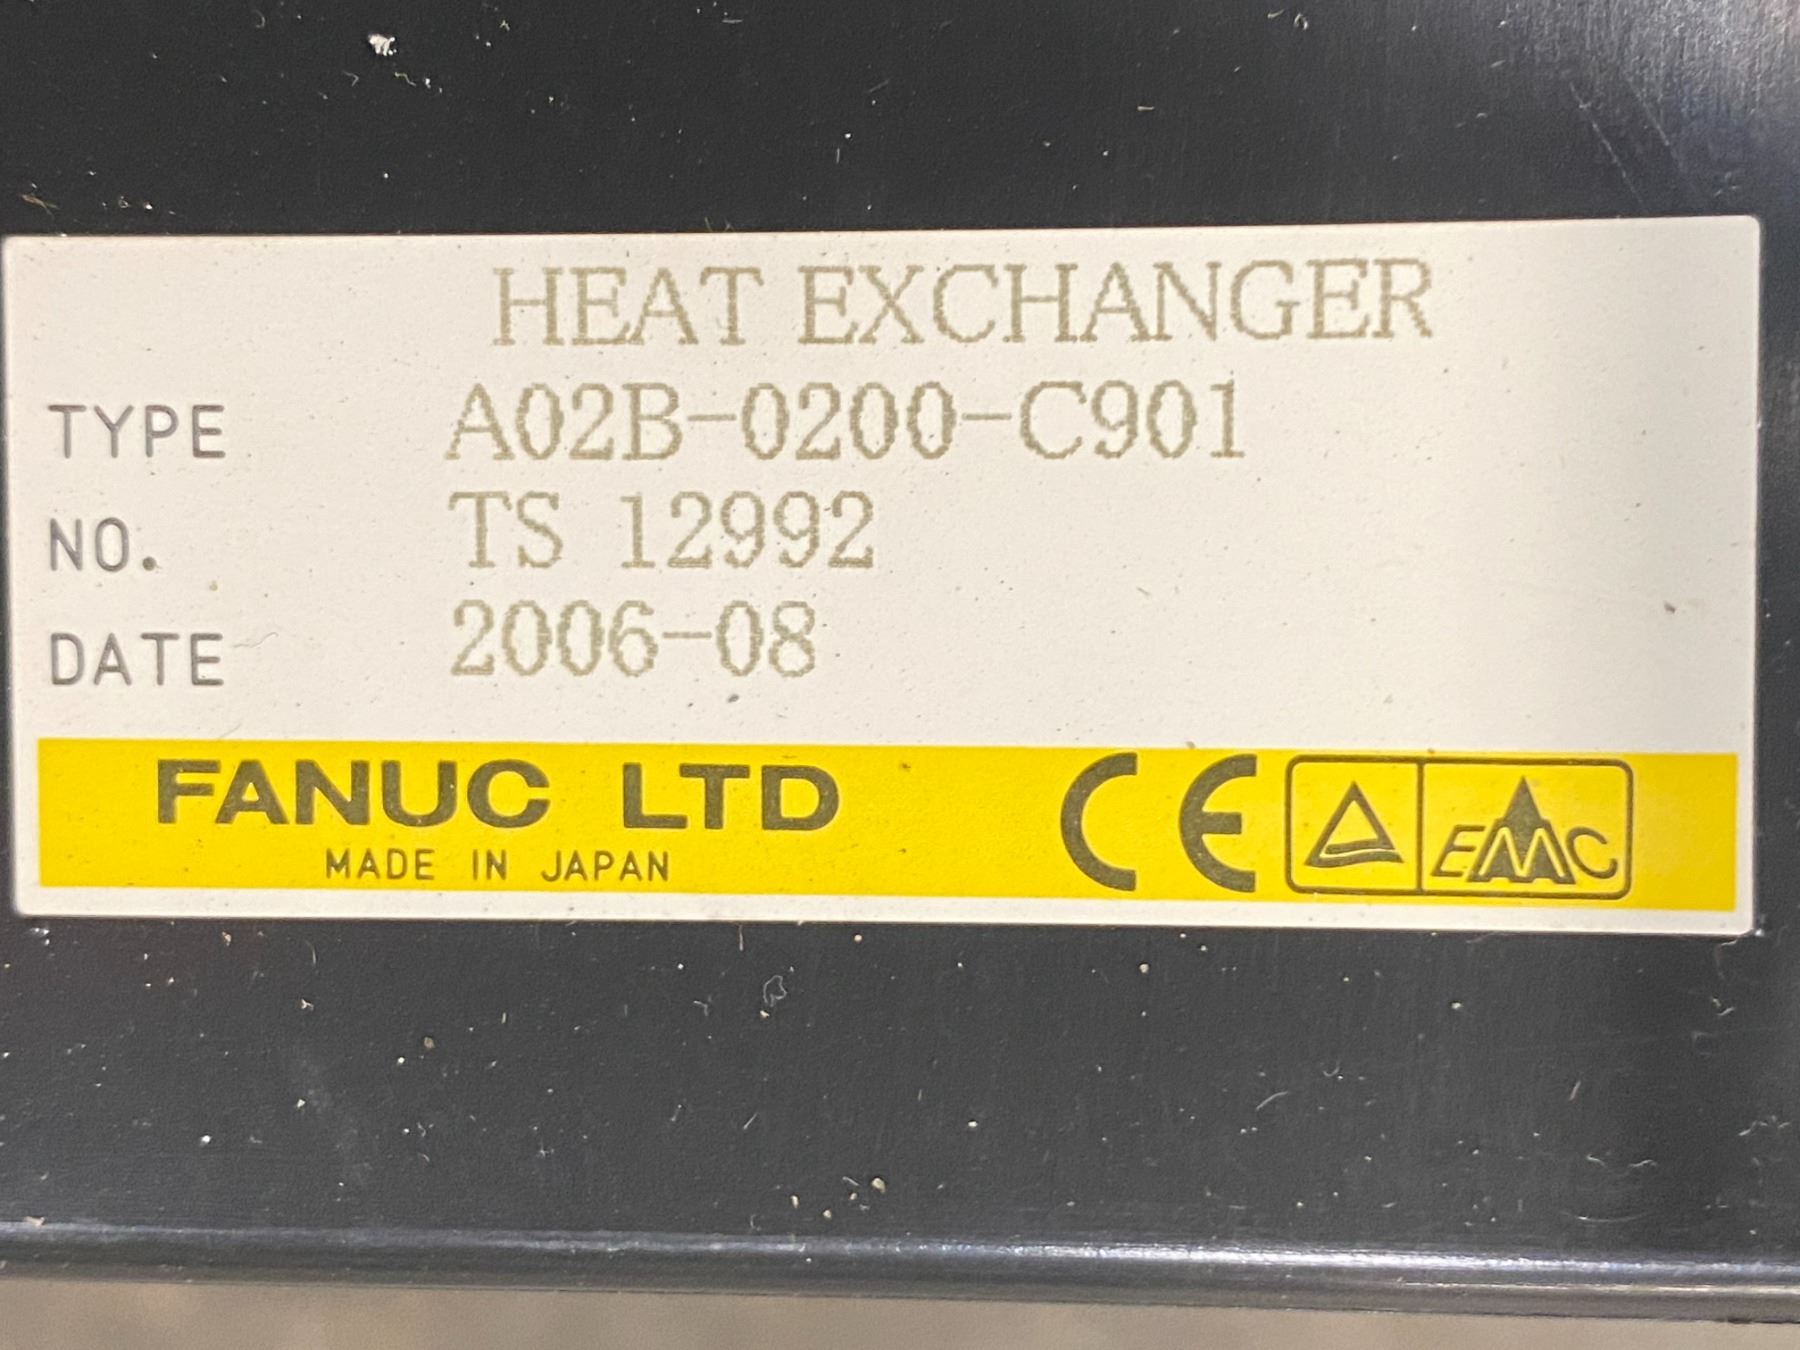 HEAT EXCHANGER
TYPE A02B-0200-C901
NO. TS 12992
DATE 2006-08
FANUC LTD
MADE IN JAPAN
CE
EMC